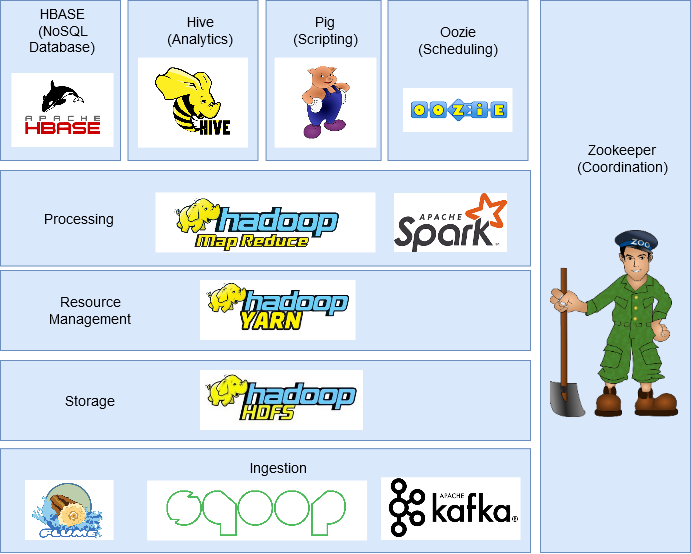 HBASE
(NoSQL
Database)
APACHE
HBASE
Hive
(Analytics)
HIVE
Pig
(Scripting)
Oozie
(Scheduling)
OOZIE
Zookeeper
(Coordination)
ZOO
Processing
hadoop
Map Reduce
APACHE
Spark
Resource
Management
hadoop
YARN
Storage
hadoop
HDFS
Ingestion
FLUME
sqoop
APACHE
kafka®